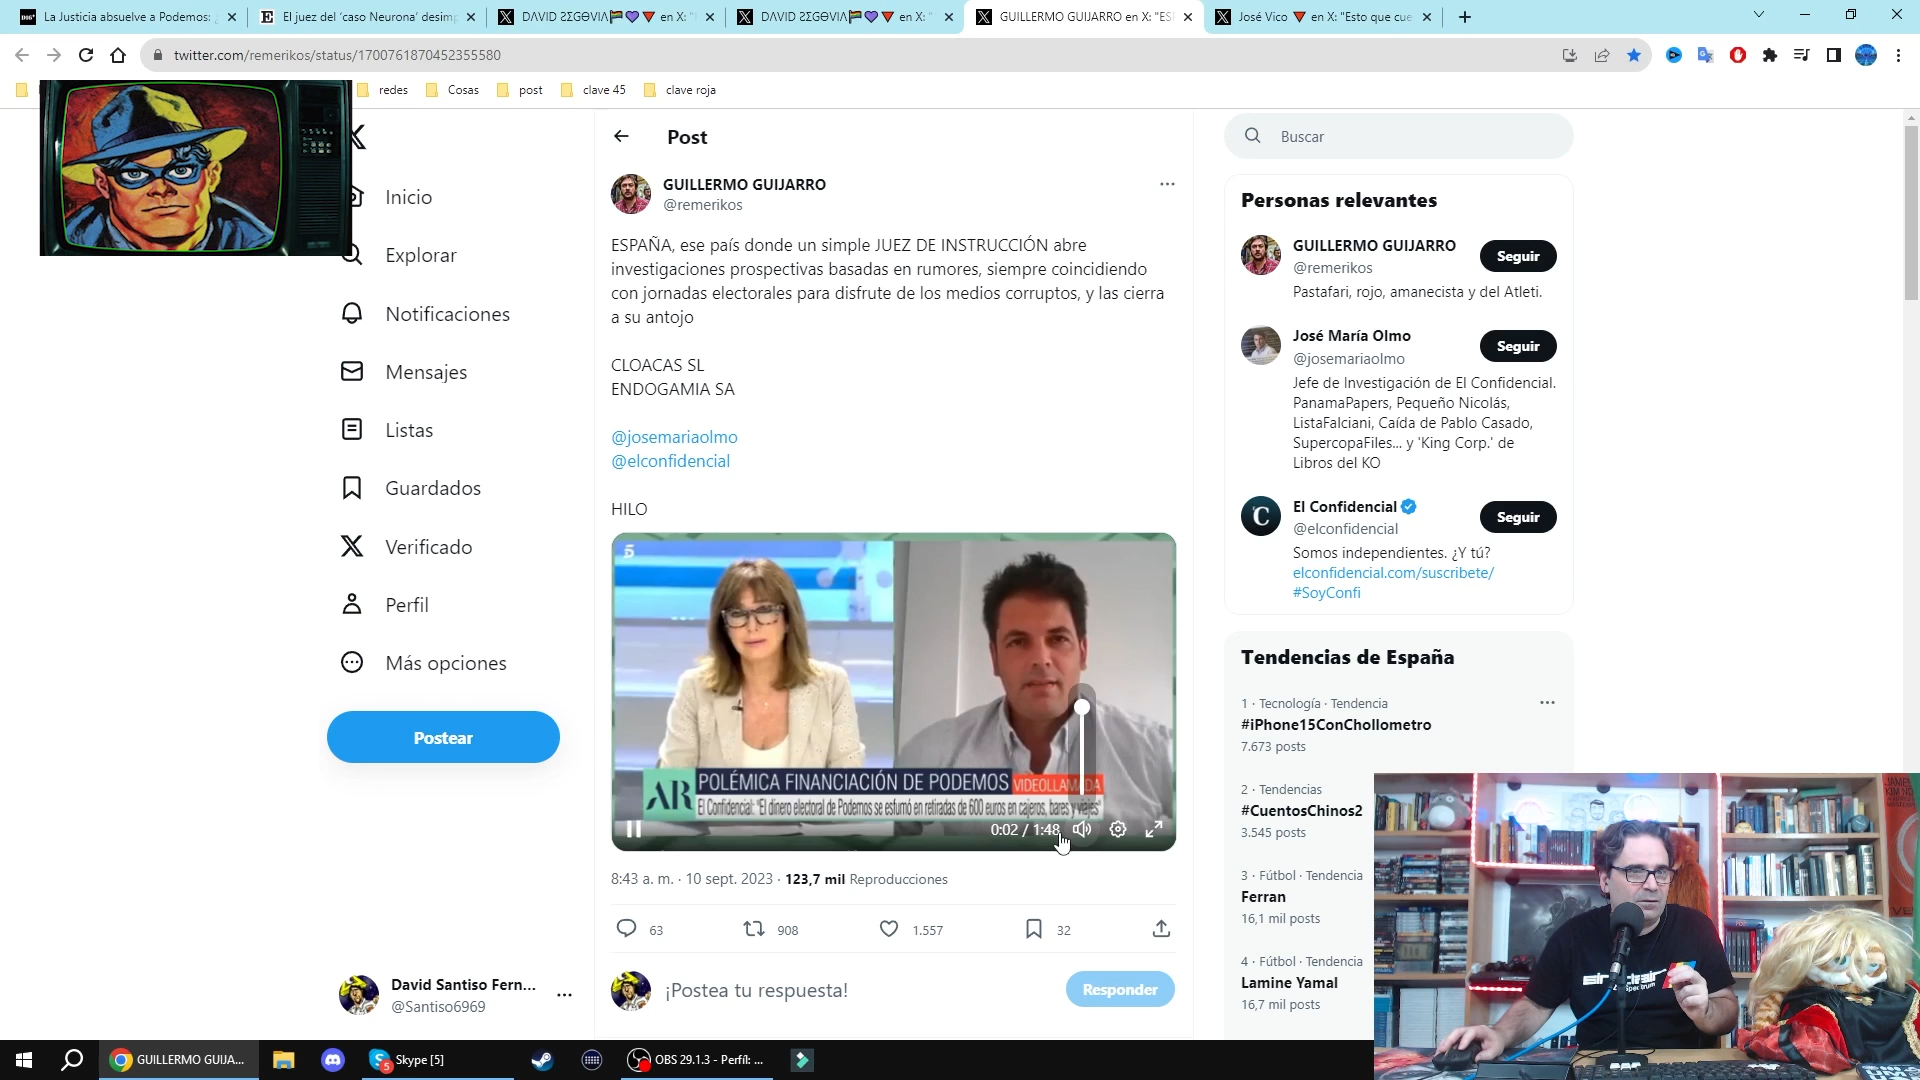 La Justicia absuelve a Podemos:
El juez del 'caso Neurona' desim
en X: "
en X: "
GUILLERMO GUIJARRO en X: "ES
José Vico en X: "Esto que cue
twitter.com/remerikos/status/1700761870452355580
redes
Cosas
post
clave 45
clave roja
Inicio
Explorar
Notificaciones
Mensajes
Listas
Guardados
Verificado
Perfil
Más opciones
Postear
David Santiso Fern...
@Santiso6969
Post
GUILLERMO GUIJARRO
@remerikos
ESPAÑA, ese país donde un simple JUEZ DE INSTRUCCIÓN abre
investigaciones prospectivas basadas en rumores, siempre coincidiendo
con jornadas electorales para disfrute de los medios corruptos, y las cierra
a su antojo
CLOACAS SL
ENDOGAMIA SA
@josemariaolmo
@elconfidencial
HILO
5
AR
POLÉMICA FINANCIACIÓN DE PODEMOS
VIDEOLLAMADA
El Confidencial: "El dinero electoral de Podemos se esfumó en retiradas de 600 euros en cajeros, bares y viajes"
0:02 / 1:48
8:43 a. m. · 10 sept. 2023 · 123,7 mil Reproducciones
63
908
1.557
32
¡Postea tu respuesta!
Responder
Buscar
Personas relevantes
GUILLERMO GUIJARRO
@remerikos
Seguir
Pastafari, rojo, amanecista y del Atleti.
José María Olmo
@josemariaolmo
Seguir
Jefe de Investigación de El Confidencial.
PanamaPapers, Pequeño Nicolás,
ListaFalciani, Caída de Pablo Casado,
SupercopaFiles... y 'King Corp.' de
Libros del KO
El Confidencial
@elconfidencial
Seguir
Somos independientes. ¿Y tú?
elconfidencial.com/suscribete/
#SoyConfi
Tendencias de España
1 · Tecnología · Tendencia
#iPhone15ConChollometro
7.673 posts
2 · Tendencias
#CuentosChinos2
3.545 posts
3 · Fútbol · Tendencia
Ferran
16,1 mil posts
4 · Fútbol · Tendencia
Lamine Yamal
16,7 mil posts
sinclair
GUILLERMO GUIJA...
Skype [5]
OBS 29.1.3 - Perfil: ...